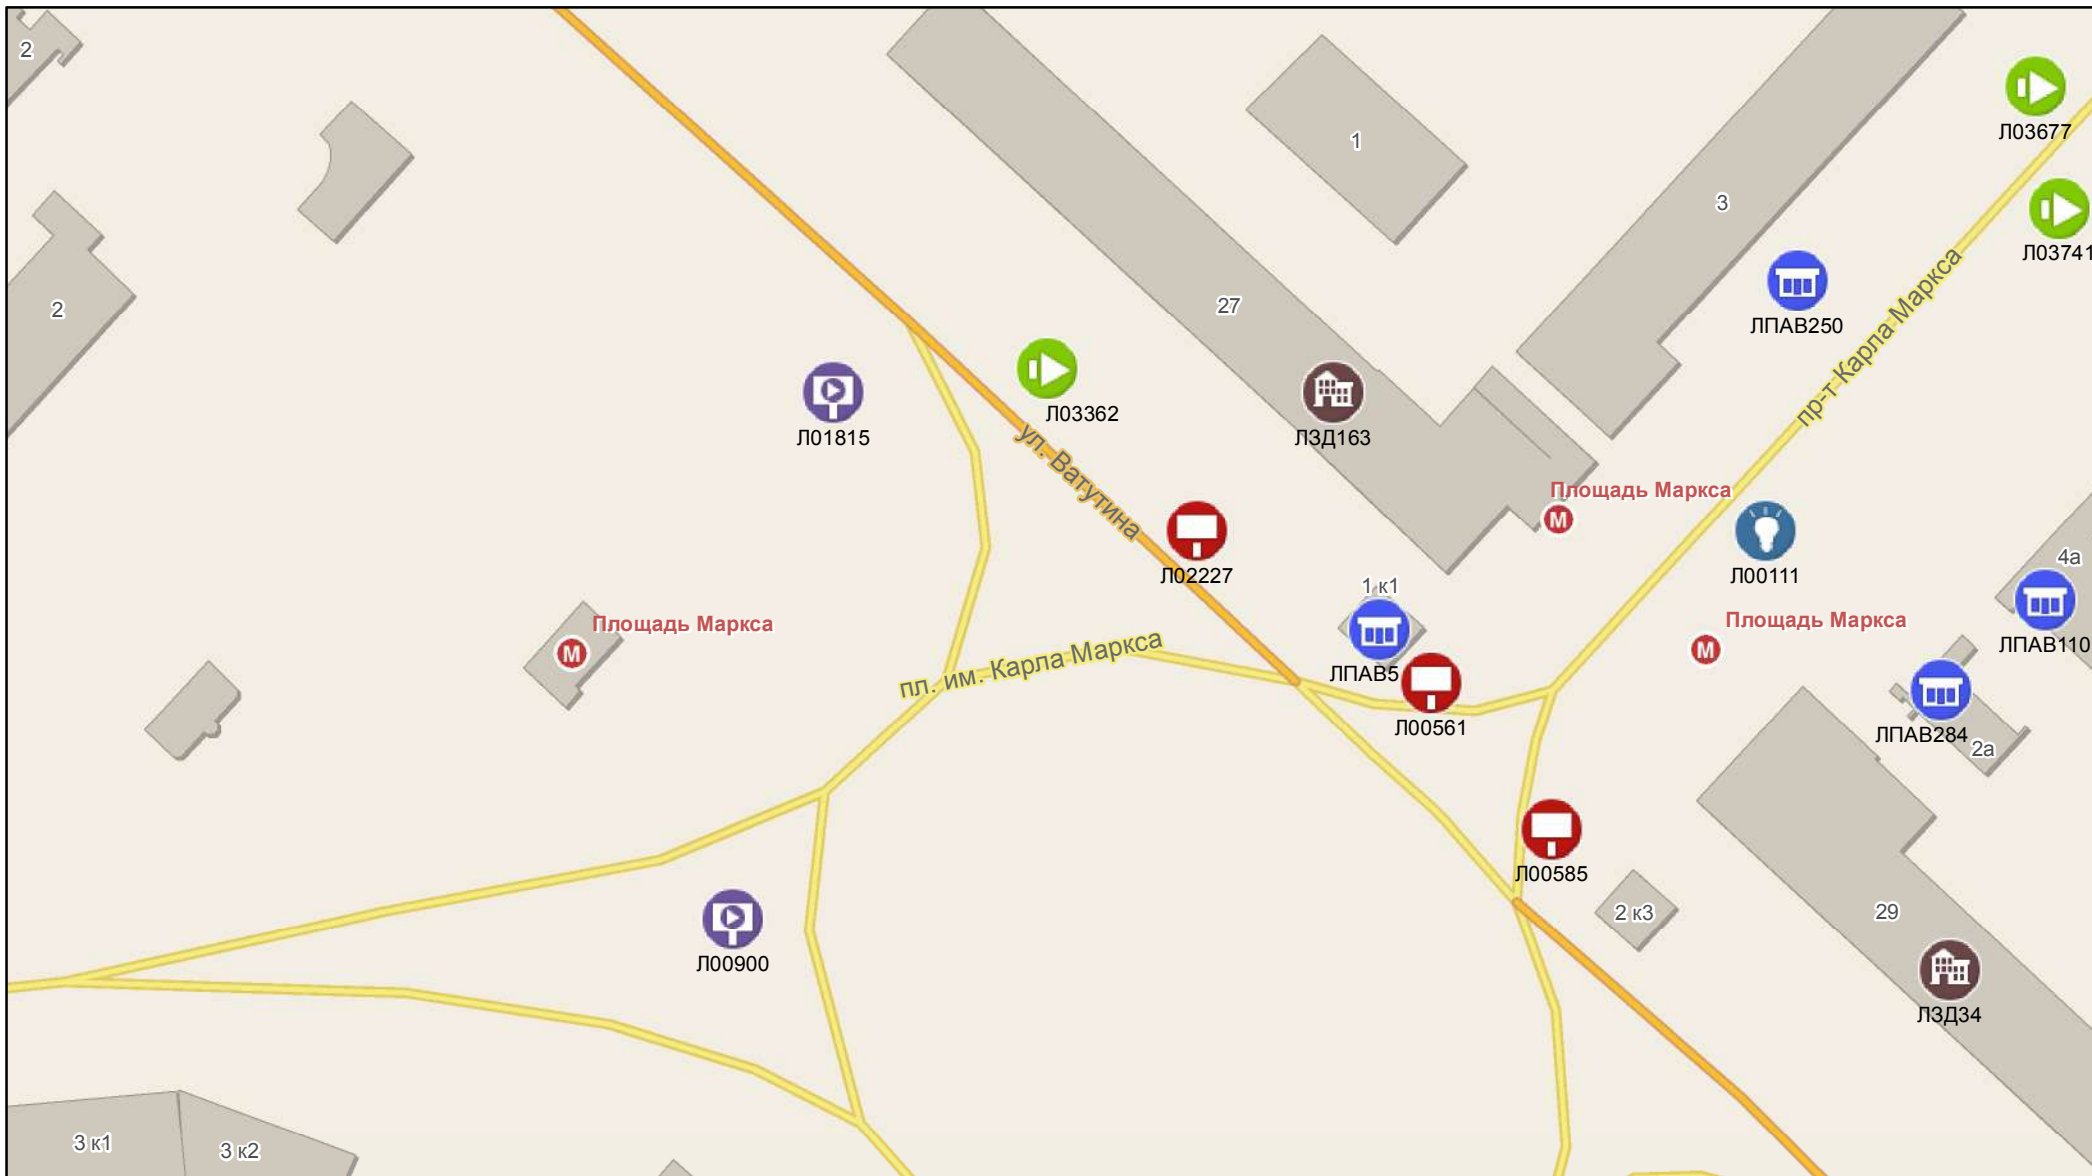 2
Л03677
1
3
Л03741
2
27
ЛПАВ250
пр-т Карла Маркса
Л01815
Л03362
ЛЗД163
ул. Ватутина
Площадь Маркса
М
Л02227
Л00111
4а
1 к1
Площадь Маркса
М
Площадь Маркса
М
ЛПАВ110
пл. им. Карла Маркса
ЛПАВ5
Л00561
ЛПАВ284
2а
Л00585
2 к3
29
Л00900
ЛЗД34
3 к1
3 к2